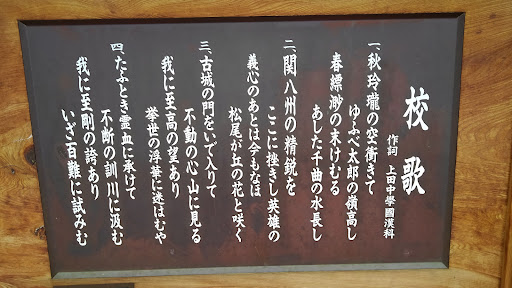 校歌
作詞 上田中學國漢科
一、秋玲瓏の空衝きて
ゆふべ太郎の嶺高し
春縹渺の末けむる
あした千曲の水長し
二、関八州の精鋭を
ここに挫きし英雄の
義心のあとは今もなほ
松尾が丘の花と咲く
三、古城の門をいで入りて
不動の心山に見る
我に至高の望あり
挙世の浮華に迷はむや
四、たふとき霊血に承けて
不断の訓川に汲む
我に至剛の誇あり
いざ百難に試みむ